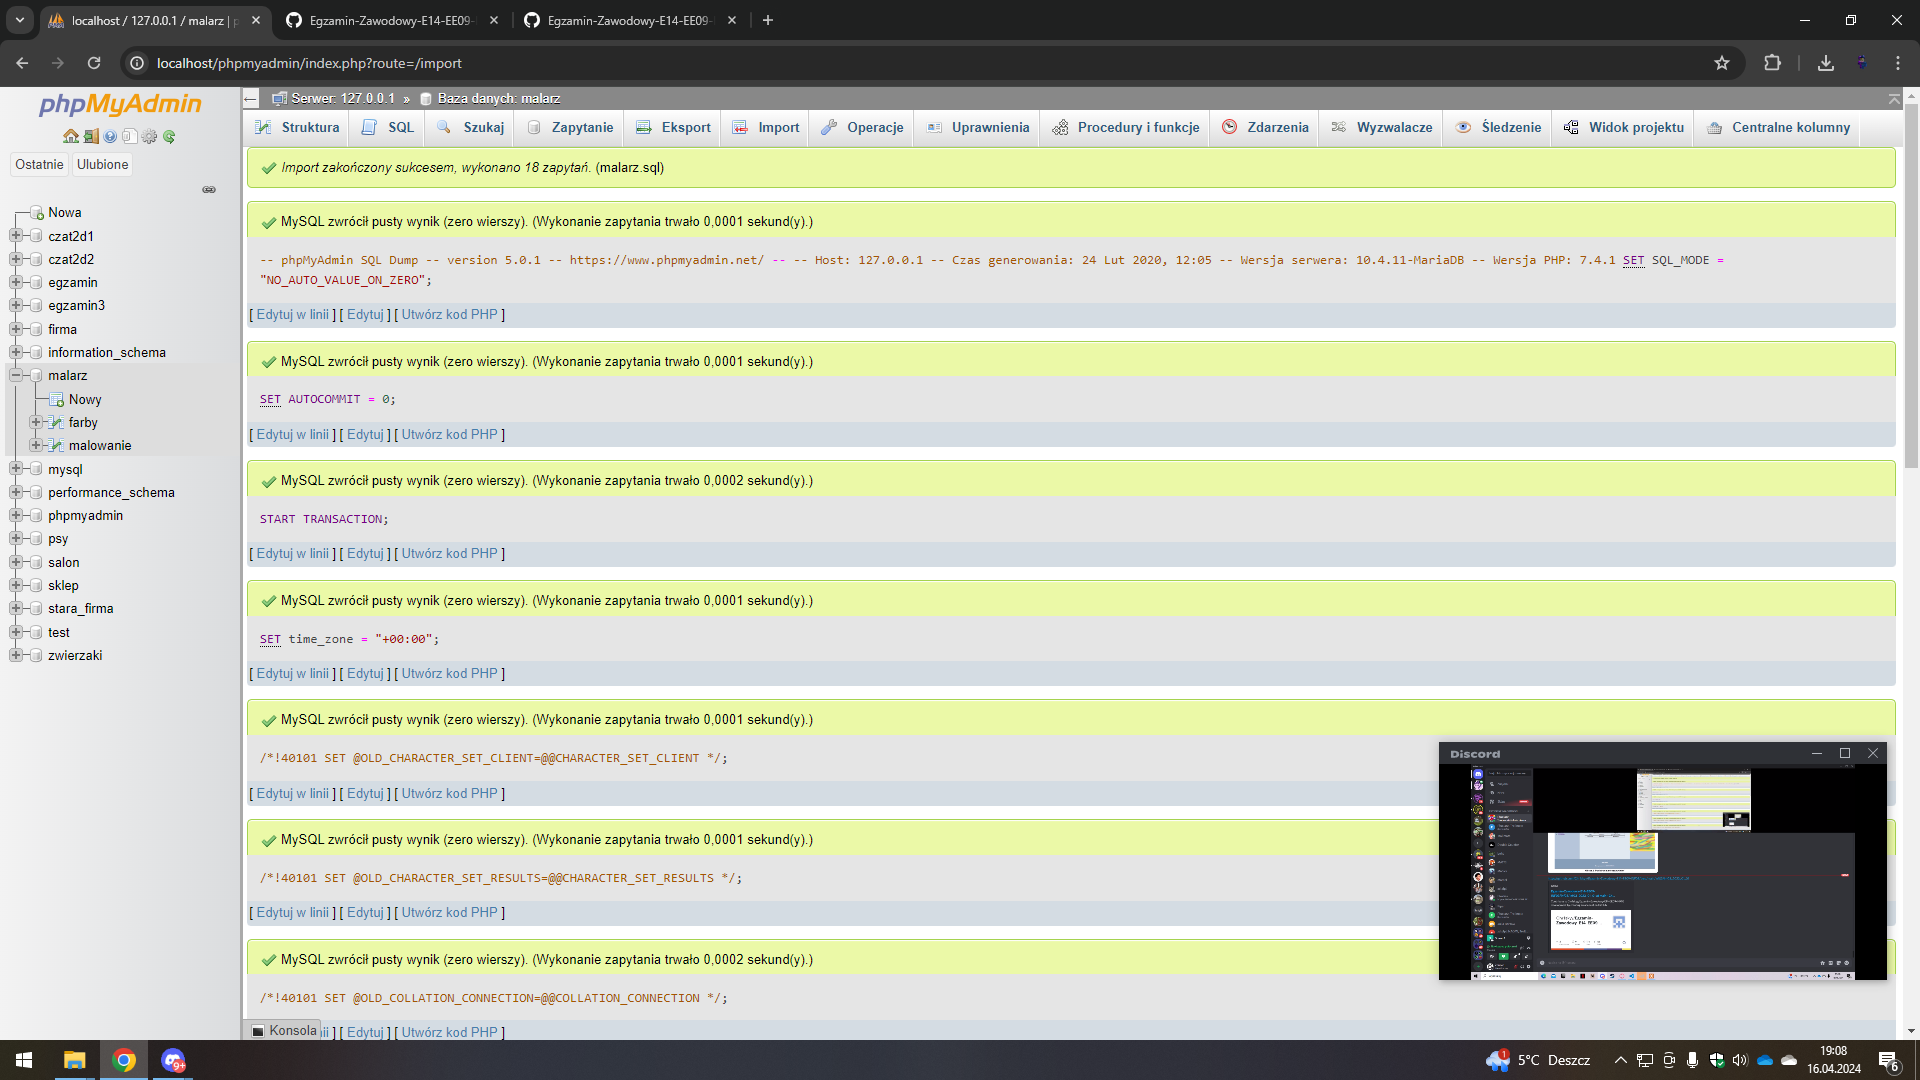 localhost / 127.0.0.1 / malarz | p
Egzamin-Zawodowy-E14-EE09-
Egzamin-Zawodowy-E14-EE09-
localhost/phpmyadmin/index.php?route=/import
phpMyAdmin
Ostatnie
Ulubione
Nowa
czat2d1
czat2d2
egzamin
egzamin3
firma
information_schema
malarz
Nowy
farby
malowanie
mysql
performance_schema
phpmyadmin
psy
salon
sklep
stara_firma
test
zwierzaki
Serwer: 127.0.0.1 » Baza danych: malarz
Struktura SQL Szukaj Zapytanie Eksport Import Operacje Uprawnienia Procedury i funkcje Zdarzenia Wyzwalacze Śledzenie Widok projektu Centralne kolumny
Import zakończony sukcesem, wykonano 18 zapytań. (malarz.sql)
MySQL zwrócił pusty wynik (zero wierszy). (Wykonanie zapytania trwało 0,0001 sekund(y).)
-- phpMyAdmin SQL Dump -- version 5.0.1 -- https://www.phpmyadmin.net/ -- -- Host: 127.0.0.1 -- Czas generowania: 24 Lut 2020, 12:05 -- Wersja serwera: 10.4.11-MariaDB -- Wersja PHP: 7.4.1 SET SQL_MODE =
"NO_AUTO_VALUE_ON_ZERO";
[ Edytuj w linii ] [ Edytuj ] [ Utwórz kod PHP ]
MySQL zwrócił pusty wynik (zero wierszy). (Wykonanie zapytania trwało 0,0001 sekund(y).)
SET AUTOCOMMIT = 0;
[ Edytuj w linii ] [ Edytuj ] [ Utwórz kod PHP ]
MySQL zwrócił pusty wynik (zero wierszy). (Wykonanie zapytania trwało 0,0002 sekund(y).)
START TRANSACTION;
[ Edytuj w linii ] [ Edytuj ] [ Utwórz kod PHP ]
MySQL zwrócił pusty wynik (zero wierszy). (Wykonanie zapytania trwało 0,0001 sekund(y).)
SET time_zone = "+00:00";
[ Edytuj w linii ] [ Edytuj ] [ Utwórz kod PHP ]
MySQL zwrócił pusty wynik (zero wierszy). (Wykonanie zapytania trwało 0,0001 sekund(y).)
/*!40101 SET @OLD_CHARACTER_SET_CLIENT=@@CHARACTER_SET_CLIENT */;
[ Edytuj w linii ] [ Edytuj ] [ Utwórz kod PHP ]
MySQL zwrócił pusty wynik (zero wierszy). (Wykonanie zapytania trwało 0,0001 sekund(y).)
/*!40101 SET @OLD_CHARACTER_SET_RESULTS=@@CHARACTER_SET_RESULTS */;
[ Edytuj w linii ] [ Edytuj ] [ Utwórz kod PHP ]
MySQL zwrócił pusty wynik (zero wierszy). (Wykonanie zapytania trwało 0,0002 sekund(y).)
/*!40101 SET @OLD_COLLATION_CONNECTION=@@COLLATION_CONNECTION */;
Konsola
ii ] [ Edytuj ] [ Utwórz kod PHP ]
Discord
9+
1
5°C Deszcz
19:08
16.04.2024
6